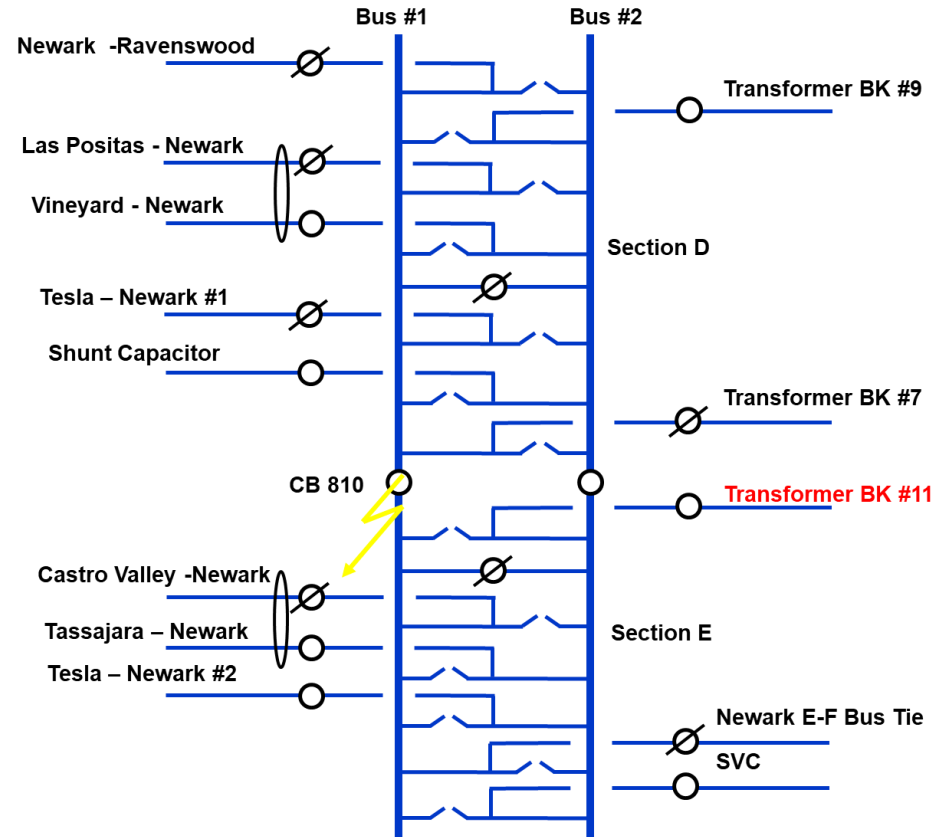 Bus #1
Bus #2
Newark -Ravenswood
Transformer BK #9
Las Positas - Newark
Vineyard - Newark
Section D
Tesla – Newark #1
Shunt Capacitor
Transformer BK #7
CB 810
Transformer BK #11
Castro Valley -Newark
Tassajara – Newark
Section E
Tesla – Newark #2
Newark E-F Bus Tie
SVC